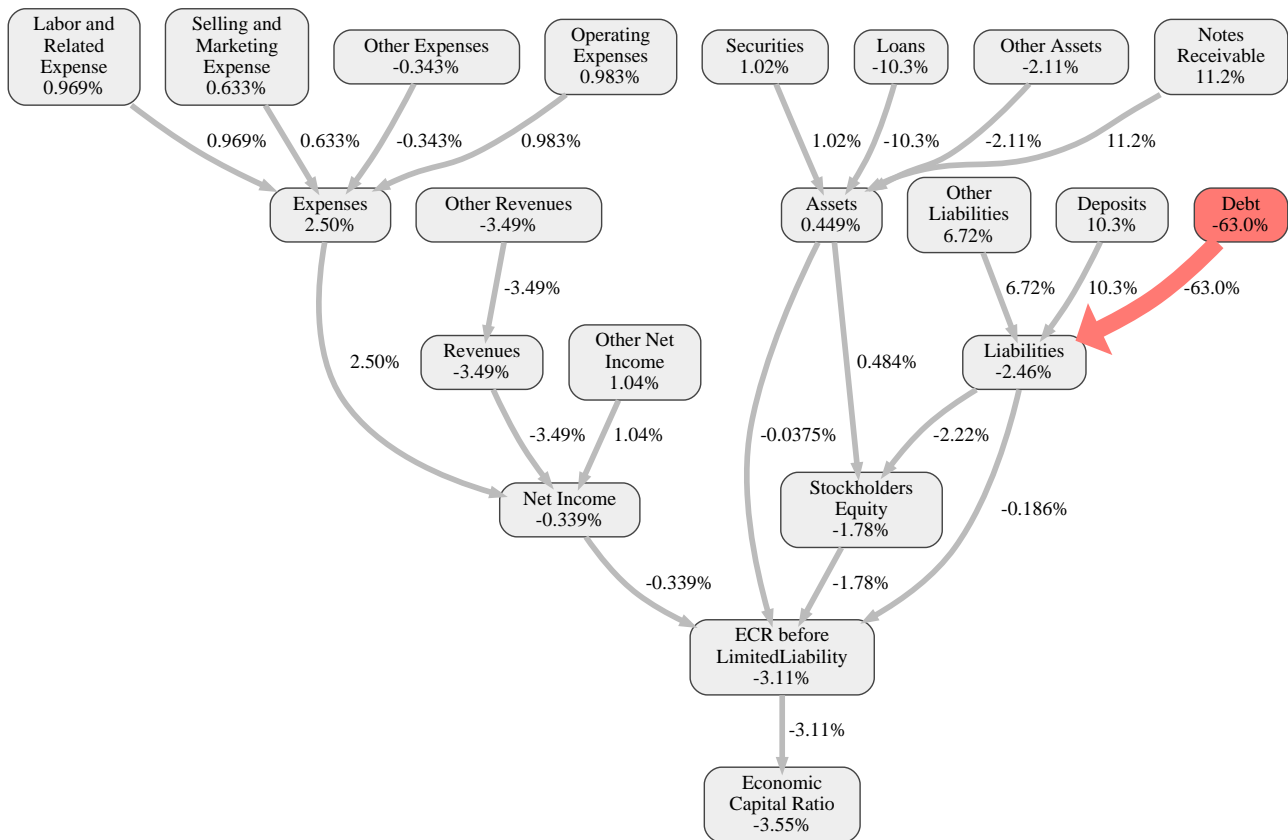 Labor and
Related
Expense
0.969%
Selling and
Marketing
Expense
0.633%
Other Expenses
-0.343%
Operating
Expenses
0.983%
Securities
1.02%
Loans
-10.3%
Other Assets
-2.11%
Notes
Receivable
11.2%
0.969%
0.633%
-0.343%
0.983%
1.02%
-10.3%
-2.11%
11.2%
Expenses
2.50%
Other Revenues
-3.49%
Assets
0.449%
Other
Liabilities
6.72%
Deposits
10.3%
Debt
-63.0%
-3.49%
6.72%
10.3%
-63.0%
2.50%
Revenues
-3.49%
Other Net
Income
1.04%
0.484%
Liabilities
-2.46%
-3.49%
1.04%
-0.0375%
-2.22%
Net Income
-0.339%
Stockholders
Equity
-1.78%
-0.186%
-0.339%
-1.78%
ECR before
LimitedLiability
-3.11%
-3.11%
Economic
Capital Ratio
-3.55%